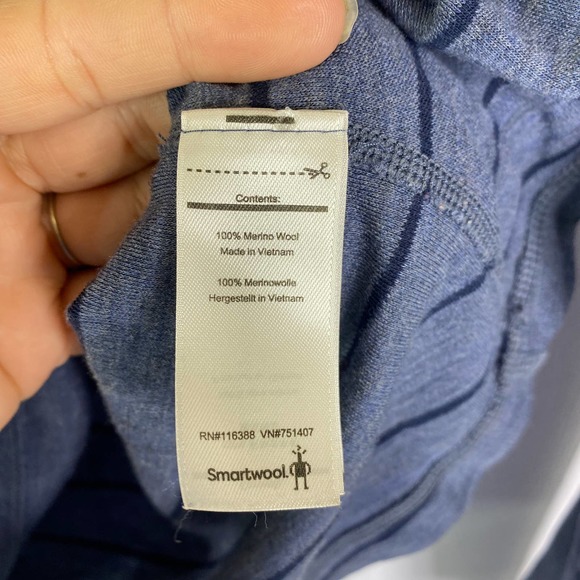 Contents:
100% Merino Wool
Made in Vietnam
100% Merinowolle
Hergestellt in Vietnam
RN#116388 VN#751407
Smartwool.